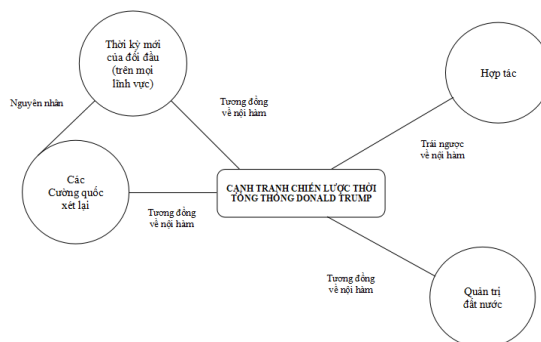 Thời kỳ mới
của đối đầu
(trên mọi
lĩnh vực)
Hợp tác
Nguyên nhân
Tương đồng
về nội hàm
Trái ngược
về nội hàm
Các
Cường quốc
xét lại
CẠNH TRANH CHIẾN LƯỢC THỜI
TỔNG THỐNG DONALD TRUMP
Tương đồng
về nội hàm
Tương đồng
về nội hàm
Quản trị
đất nước